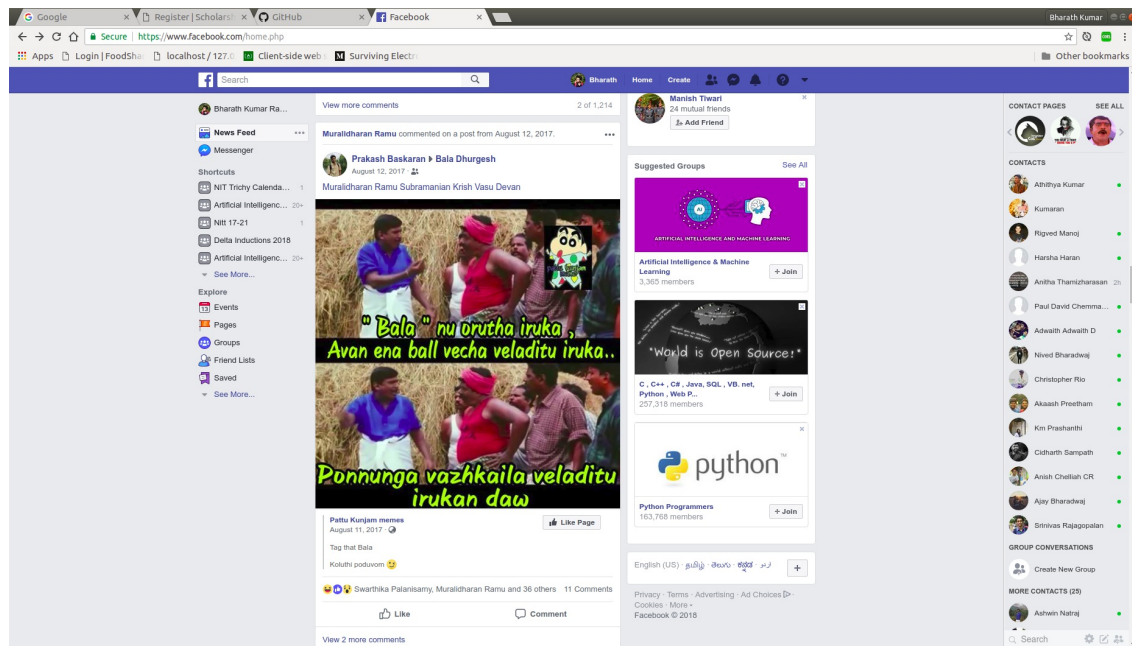 Google
Register | Scholarsh
GitHub
Facebook
Bharath Kumar
Secure
https://www.facebook.com/home.php
Apps
Login | FoodSha
localhost / 127.0
Client-side web
Surviving Electr
Other bookmarks
Search
Bharath
Home
Create
Bharath Kumar Ra...
News Feed
Messenger
Shortcuts
NIT Trichy Calenda... 1
Artificial Intelligenc... 20+
Nitt 17-21 1
Delta Inductions 2018
Artificial Intelligenc... 20+
See More...
Explore
Events
Pages
Groups
Friend Lists
Saved
See More...
View more comments
2 of 1,214
Muralidharan Ramu commented on a post from August 12, 2017.
Prakash Baskaran ▸ Bala Dhurgesh
August 12, 2017
Muralidharan Ramu Subramanian Krish Vasu Devan
" Bala " nu orutha iruka ,
Avan ena ball vecha veladitu iruka..
Ponnunga vazhkaila veladitu
irukan daw
Pattu Kunjam memes
August 11, 2017
Like Page
Tag that Bala
Koluthi poduvom
Swarthika Palanisamy, Muralidharan Ramu and 36 others
11 Comments
Like
Comment
View 2 more comments
Manish Tiwari
24 mutual friends
Add Friend
Suggested Groups
See All
AI
ARTIFICIAL INTELLIGENCE AND MACHINE LEARNING
Artificial Intelligence & Machine
Learning
3,365 members
+ Join
"World is Open Source!"
C , C++ , C# , Java, SQL , VB. net,
Python , Web P...
257,318 members
+ Join
python™
Python Programmers
163,768 members
+ Join
English (US) · தமிழ் · తెలుగు · ಕನ್ನಡ · اردو
Privacy · Terms · Advertising · Ad Choices
Cookies · More
Facebook © 2018
CONTACT PAGES
SEE ALL
CONTACTS
Athithya Kumar
Kumaran
Rigved Manoj
Harsha Haran
Anitha Thamizharasan 2h
Paul David Chemma...
Adwaith Adwaith D
Nived Bharadwaj
Christopher Rio
Akaash Preetham
Km Prashanthi
Cidharth Sampath
Anish Chelliah CR
Ajay Bharadwaj
Srinivas Rajagopalan
GROUP CONVERSATIONS
Create New Group
MORE CONTACTS (25)
Ashwin Natraj
Search